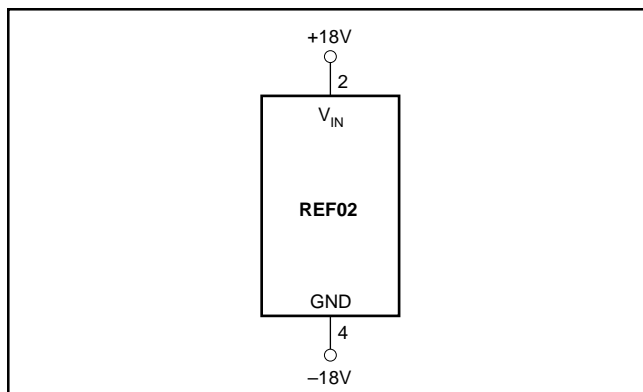 +18V
2
V_IN
REF02
GND
4
–18V